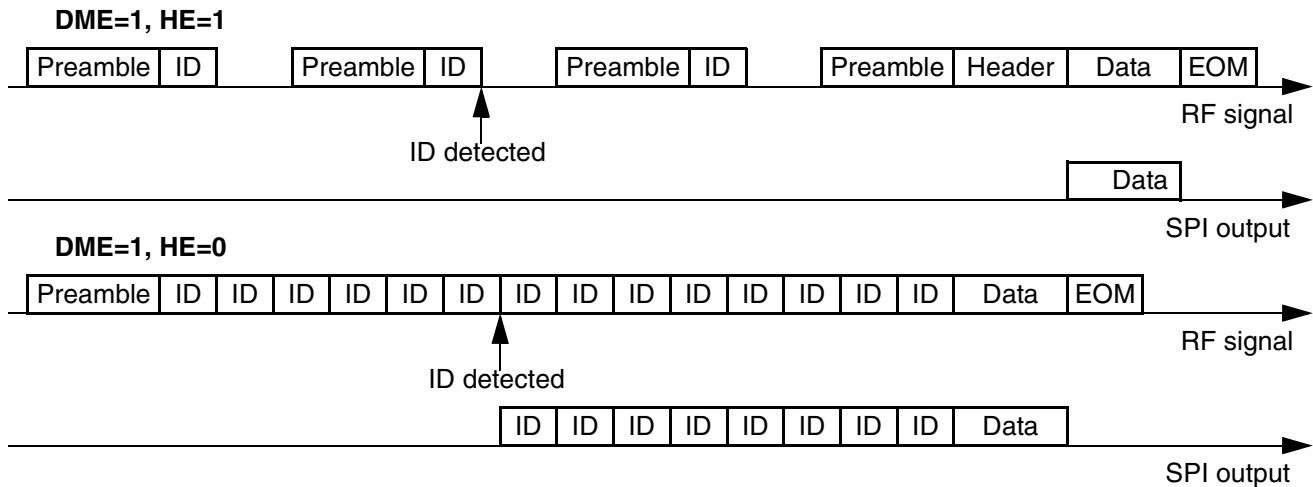 DME=1, HE=1
Preamble ID Preamble ID Preamble ID Preamble Header Data EOM
RF signal
ID detected
Data
SPI output
DME=1, HE=0
Preamble ID ID ID ID ID ID ID ID ID ID ID ID ID ID Data EOM
RF signal
ID detected
ID ID ID ID ID ID ID ID Data
SPI output